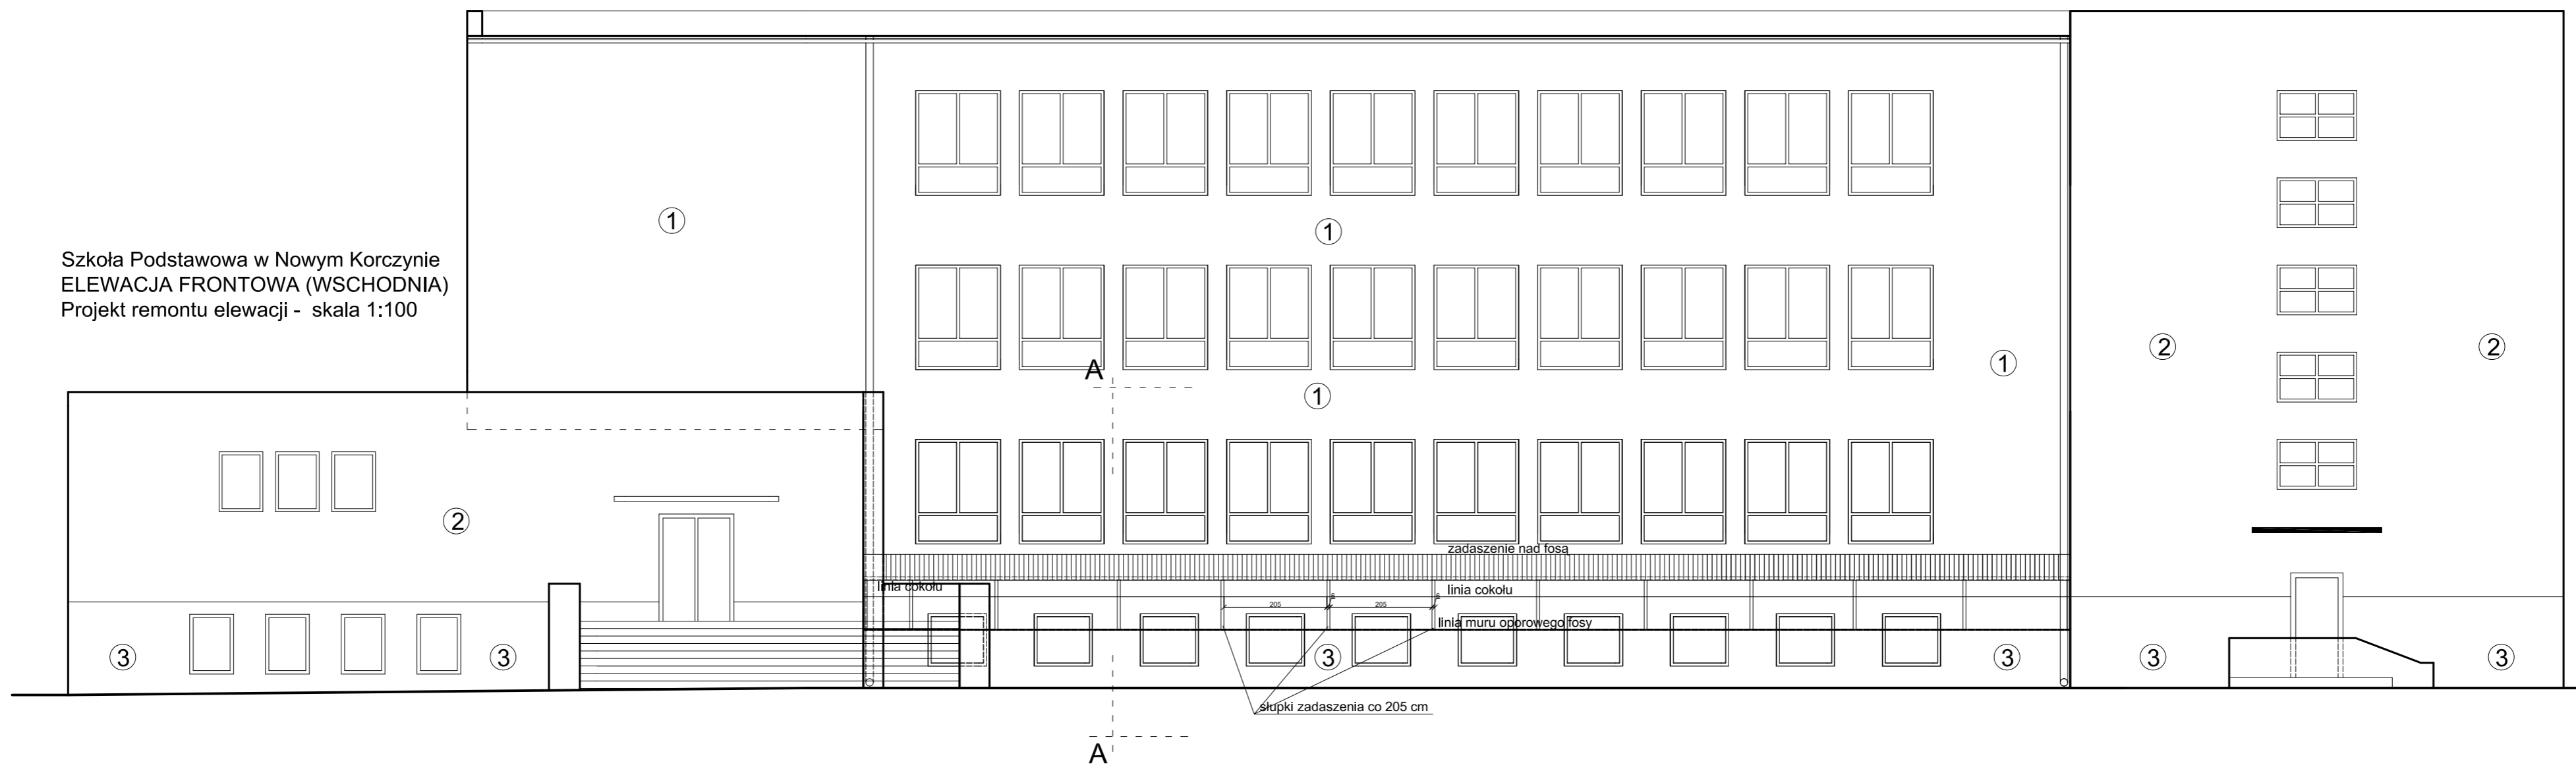 1
1
Szkoła Podstawowa w Nowym Korczynie
ELEWACJA FRONTOWA (WSCHODNIA)
Projekt remontu elewacji - skala 1:100
2
2
1
A
1
2
zadaszenie nad fosą
linia cokołu
linia cokołu
205
205
linia muru oporowego fosy
3
3
3
3
3
3
słupki zadaszenia co 205 cm
A